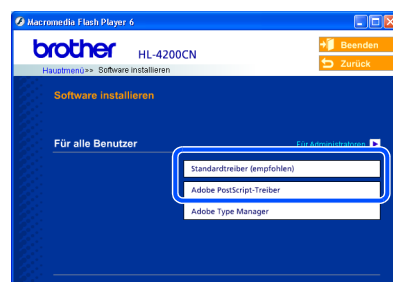 Macromedia Flash Player 6
brother HL-4200CN
Beenden
Hauptmenü>> Software installieren
Zurück
Software installieren
Für alle Benutzer
Für Administratoren
Standardtreiber (empfohlen)
Adobe PostScript-Treiber
Adobe Type Manager